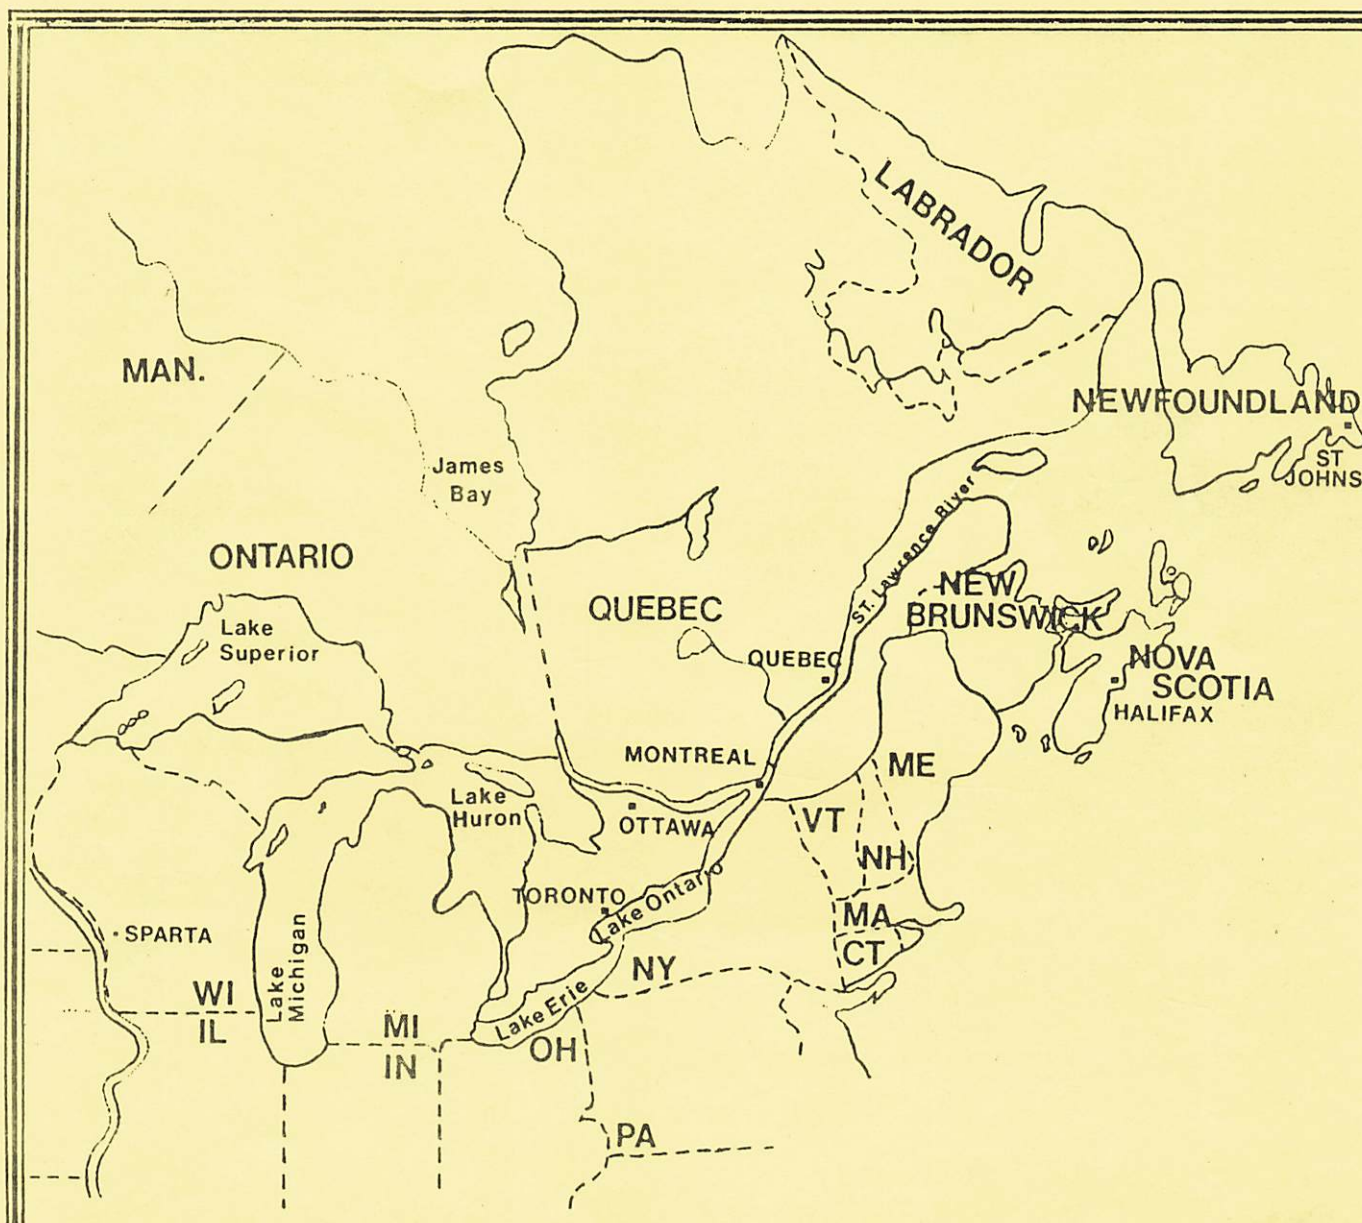 LABRADOR
MAN.
NEWFOUNDLAND
James
Bay
ST
JOHNS
ST. Lawrence River
ONTARIO
NEW
BRUNSWICK
QUEBEC
Lake
Superior
QUEBEC
NOVA
SCOTIA
HALIFAX
MONTREAL
ME
Lake
Huron
OTTAWA
VT
NH
TORONTO
Lake Ontario
MA
SPARTA
CT
Lake
Michigan
NY
WI
IL
Lake Erie
MI
IN
OH
PA